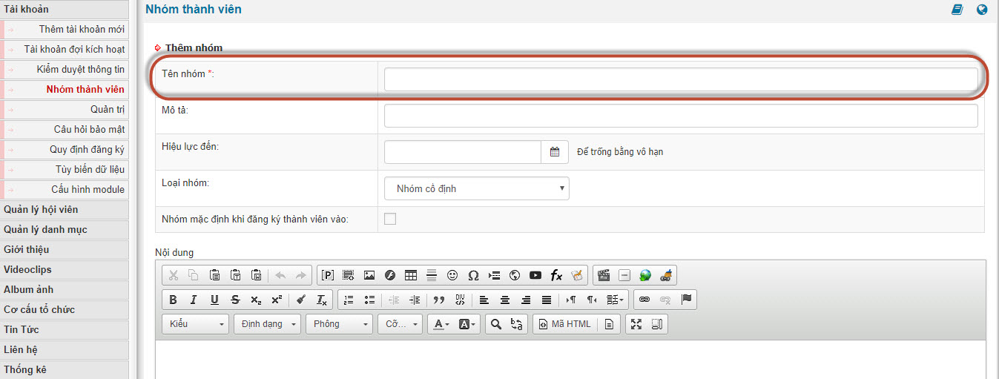 Tài khoản
Thêm tài khoản mới
Tài khoản đợi kích hoạt
Kiểm duyệt thông tin
Nhóm thành viên
Quản trị
Câu hỏi bảo mật
Quy định đăng ký
Tùy biến dữ liệu
Cấu hình module
Quản lý hội viên
Quản lý danh mục
Giới thiệu
Videoclips
Album ảnh
Cơ cấu tổ chức
Tin Tức
Liên hệ
Thống kê
Nhóm thành viên
Thêm nhóm
Tên nhóm *:
Mô tả:
Hiệu lực đến:
Để trống bằng vô hạn
Loại nhóm:
Nhóm cố định
Nhóm mặc định khi đăng ký thành viên vào:
Nội dung
Kiểu
Định dạng
Phông
Cỡ...
Mã HTML